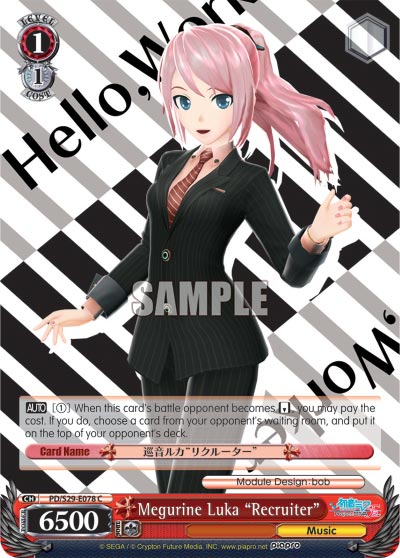 LEVEL
1
1
COST
Hello, Work
Hello, Wor
SAMPLE
AUTO [①] When this card's battle opponent becomes ▼, you may pay the
cost. If you do, choose a card from your opponent's waiting room, and put it
on the top of your opponent's deck.
Card Name 巡音ルカ“リクルーター”
Module Design:bob
CH PD/S29-E078 C
POWER 6500
Megurine Luka “Recruiter”
Music
© SEGA / © Crypton Future Media, INC. www.piapro.net piapro